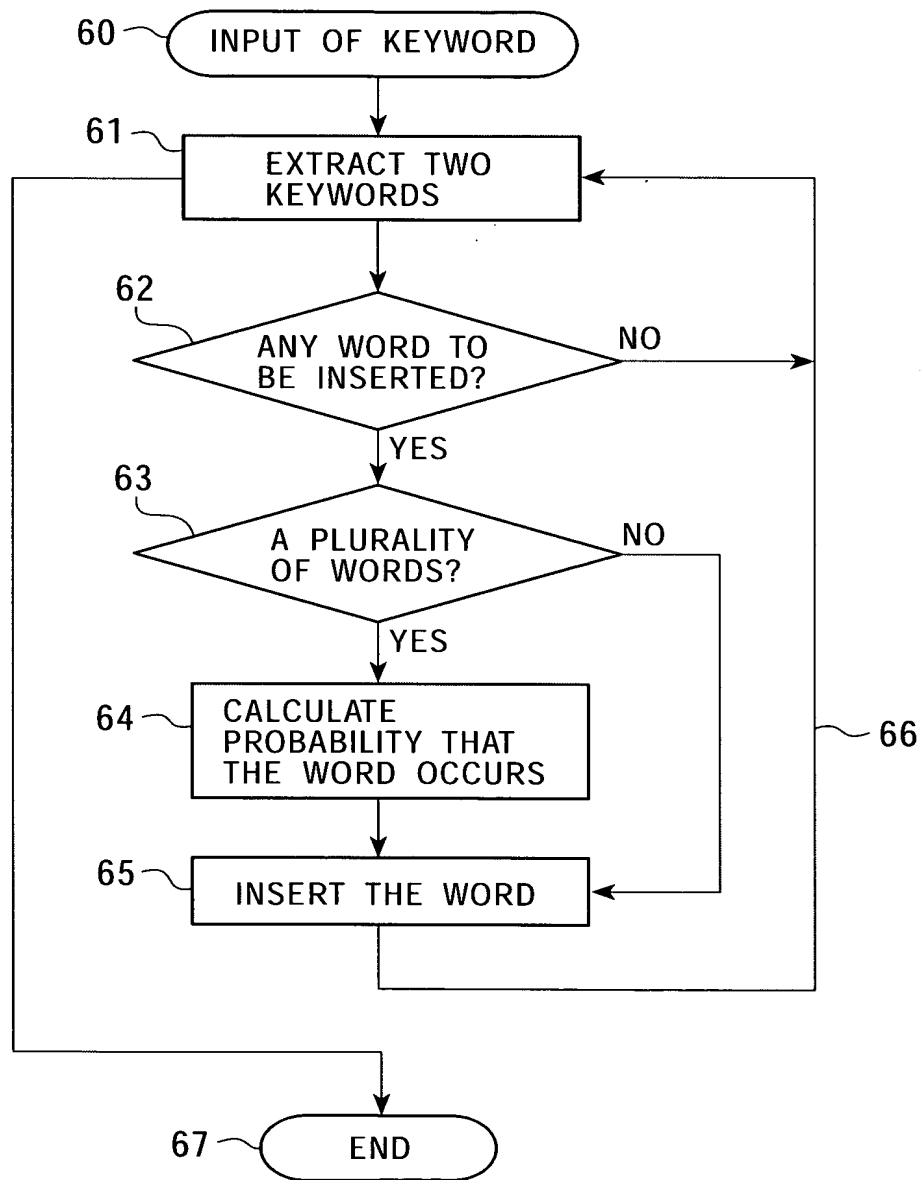 60
INPUT OF KEYWORD
61
EXTRACT TWO
KEYWORDS
62
ANY WORD TO
BE INSERTED?
NO
YES
63
A PLURALITY
OF WORDS?
NO
YES
64
CALCULATE
PROBABILITY THAT
THE WORD OCCURS
66
65
INSERT THE WORD
67
END